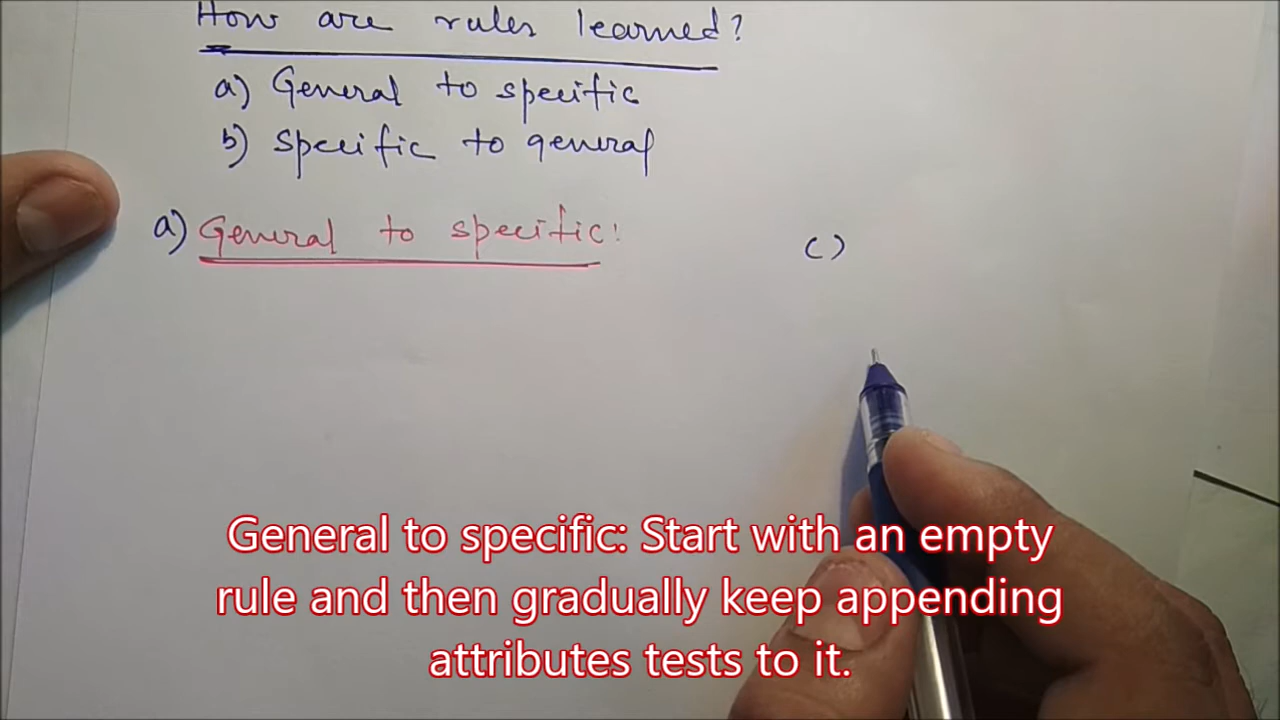 How are rules learned?
a) General to specific
b) specific to general
a) General to specific:
( )
General to specific: Start with an empty
rule and then gradually keep appending
attributes tests to it.